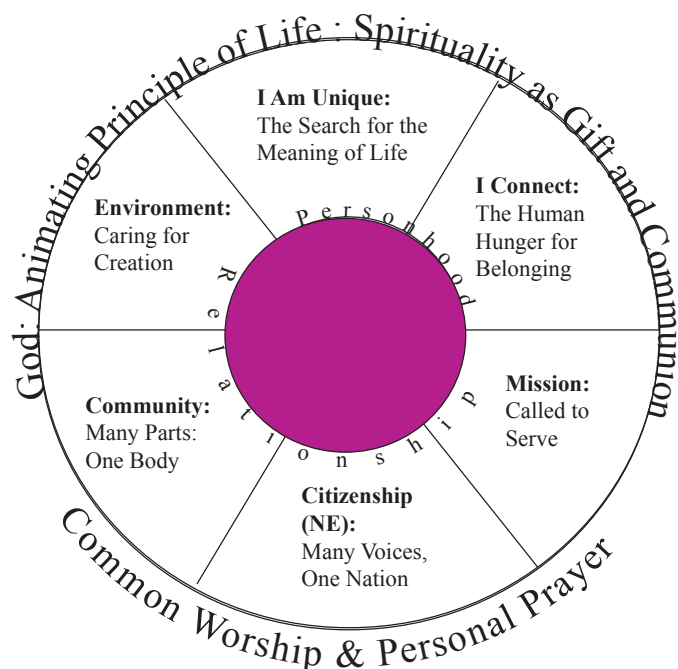 God: Animating Principle of Life : Spirituality as Gift and Communion
I Am Unique:
The Search for the
Meaning of Life
I Connect:
The Human
Hunger for
Belonging
Environment:
Caring for
Creation
Personhood
Relationship
Mission:
Called to
Serve
Community:
Many Parts:
One Body
Citizenship
(NE):
Many Voices,
One Nation
Common Worship & Personal Prayer